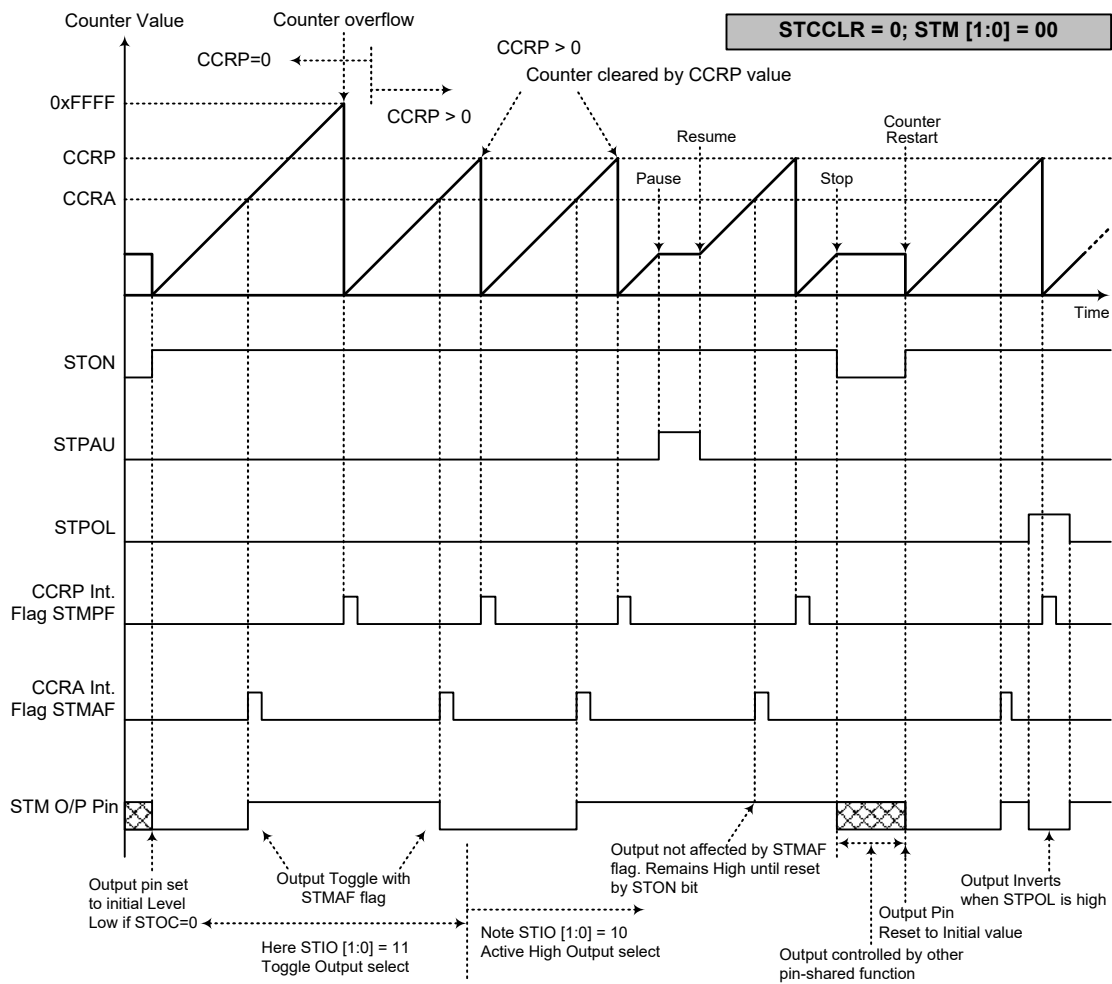 Counter Value
Counter overflow
STCCLR = 0; STM [1:0] = 00
CCRP=0
CCRP > 0
CCRP > 0
Counter cleared by CCRP value
0xFFFF
CCRP
CCRA
Pause
Resume
Stop
Counter
Restart
Time
STON
STPAU
STPOL
CCRP Int.
Flag STMPF
CCRA Int.
Flag STMAF
STM O/P Pin
Output pin set
to initial Level
Low if STOC=0
Output Toggle with
STMAF flag
Here STIO [1:0] = 11
Toggle Output select
Note STIO [1:0] = 10
Active High Output select
Output not affected by STMAF
flag. Remains High until reset
by STON bit
Output controlled by other
pin-shared function
Output Pin
Reset to Initial value
Output Inverts
when STPOL is high